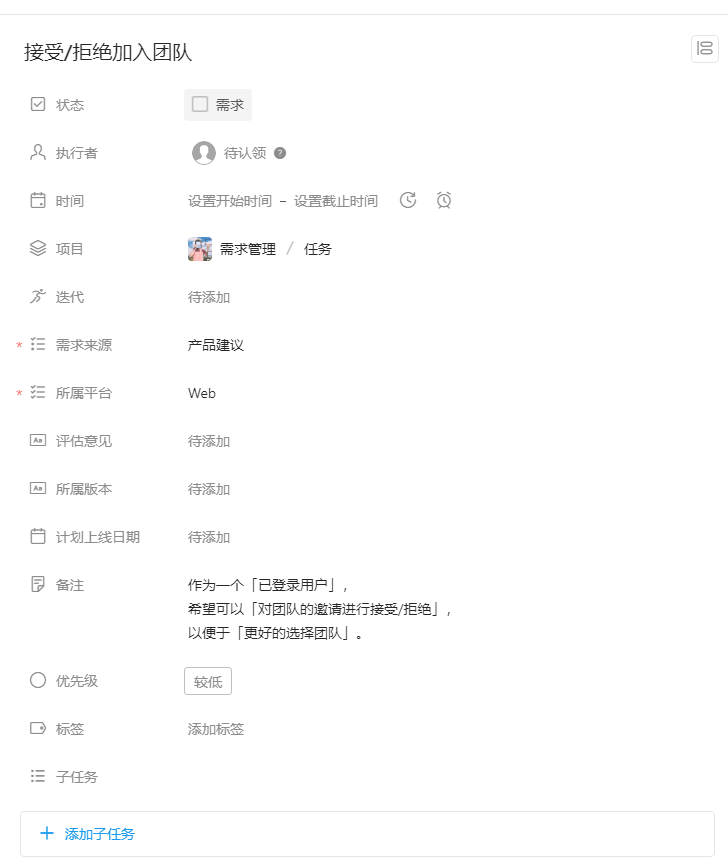 接受/拒绝加入团队
状态 需求
执行者 待认领 ?
时间 设置开始时间 – 设置截止时间
项目 需求管理 / 任务
迭代 待添加
* 需求来源 产品建议
* 所属平台 Web
Aa 评估意见 待添加
Aa 所属版本 待添加
计划上线日期 待添加
备注 作为一个「已登录用户」,
希望可以「对团队的邀请进行接受/拒绝」,
以便于「更好的选择团队」。
优先级 较低
标签 添加标签
子任务
+ 添加子任务